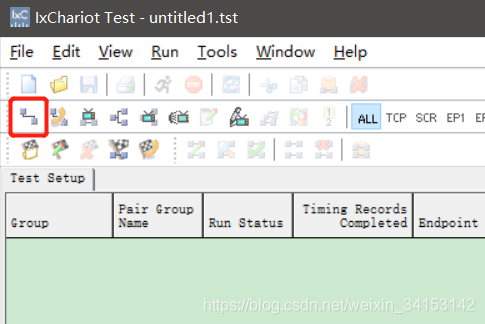 IxC IxChariot Test - untitled1.tst
File Edit View Run Tools Window Help
ALL TCP SCR EP1
Test Setup
Group Pair Group Name Run Status Timing Records Completed Endpoint
https://blog.csdn.net/weixin_34153142